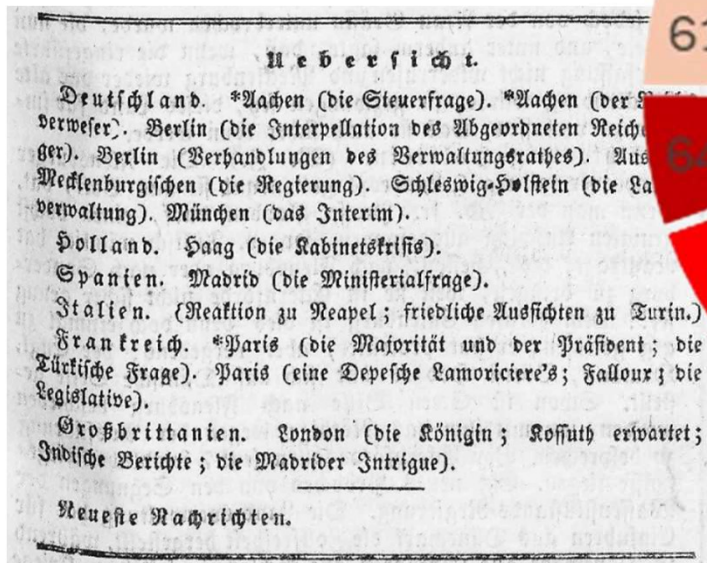 Uebersicht.
Deutschland. *Aachen (die Steuerfrage). *Aachen (der
verweser). Berlin (die Interpellation des Abgeordneten
ger). Berlin (Verhandlungen des Verwaltungsrathes).
Mecklenburgischen (die Regierung). Schleswig-Holstein (die
verwaltung). München (das Interim).
Holland. Haag (die Kabinetskrisis).
Spanien. Madrid (die Ministerialfrage).
Italien. (Reaktion zu Neapel; friedliche Aussichten zu Turin.)
Frankreich. *Paris (die Majorität und der Präsident; die
Türkische Frage). Paris (eine Depesche Lamoriciere's; Falloux; die
Legislative).
Großbrittanien. London (die Königin; Kossuth erwartet;
Indische Berichte; die Madrider Intrigue).
Neueste Nachrichten.
61
64